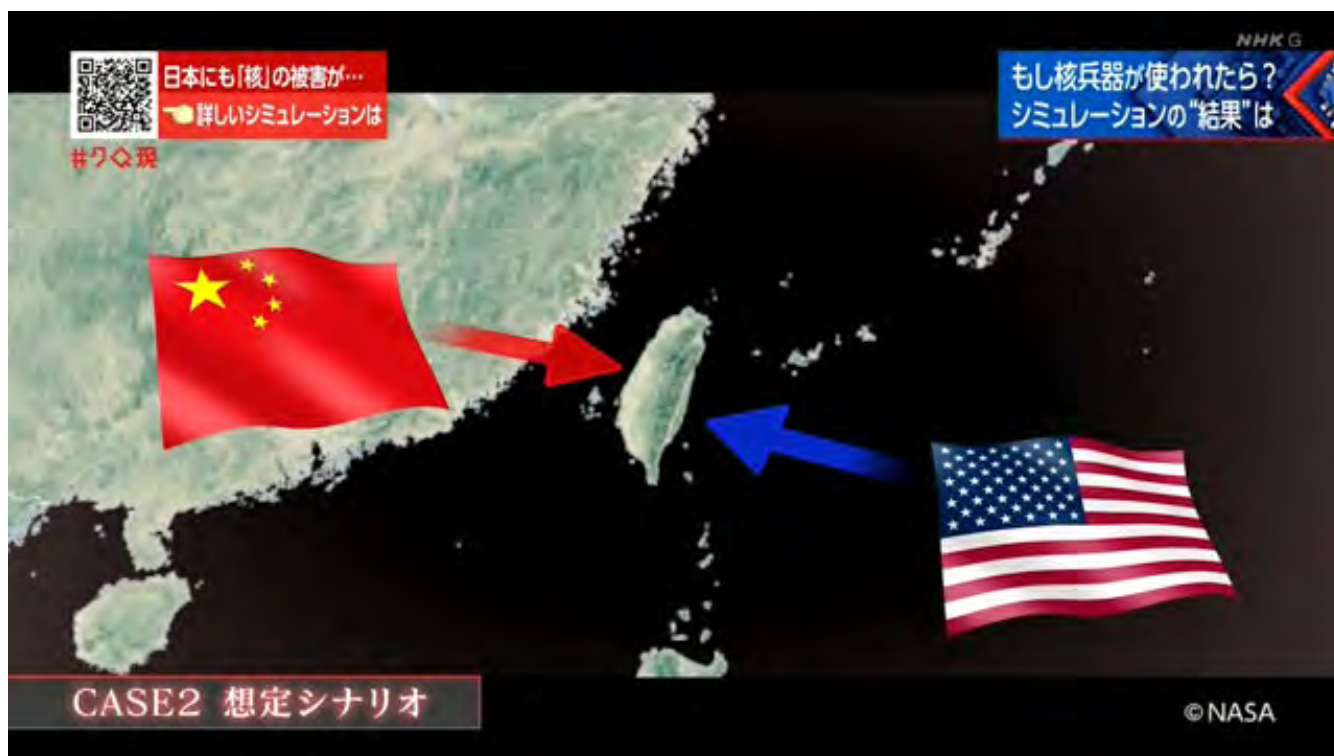 NHK G
日本にも「核」の被害が…
詳しいシミュレーションは
#クロ現
もし核兵器が使われたら?
シミュレーションの“結果”は
CASE2 想定シナリオ
©NASA